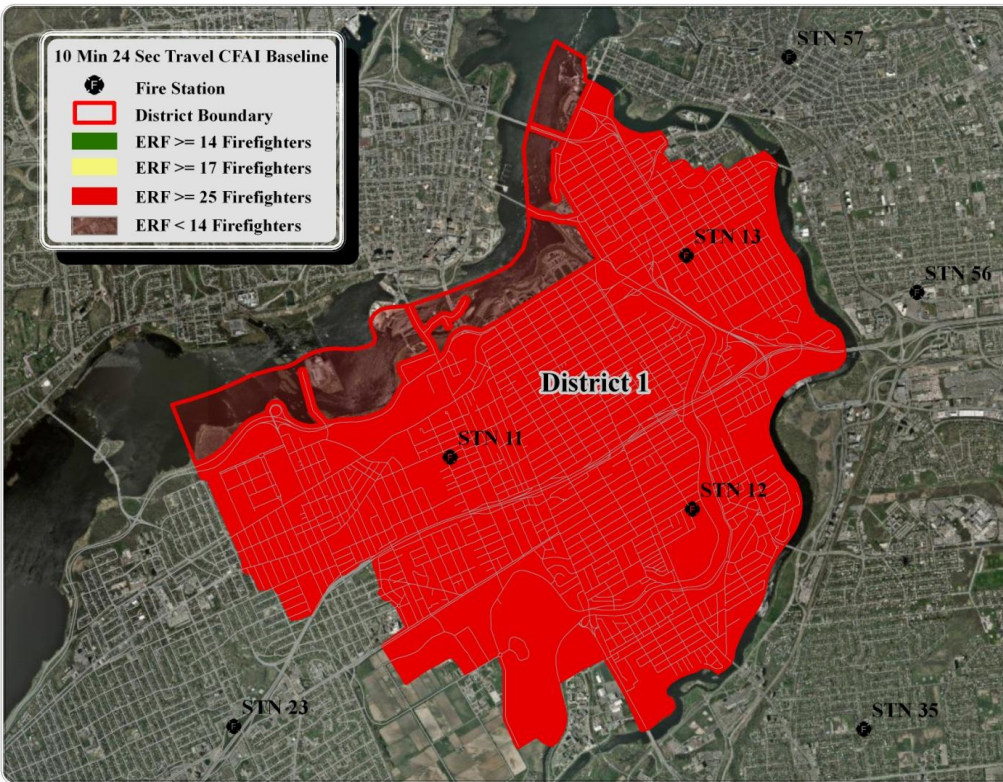 10 Min 24 Sec Travel CFAI Baseline
F Fire Station
District Boundary
ERF >= 14 Firefighters
ERF >= 17 Firefighters
ERF >= 25 Firefighters
ERF < 14 Firefighters
STN 57
F
STN 13
F
STN 56
F
District 1
STN 11
F
STN 12
F
STN 23
F
STN 35
F